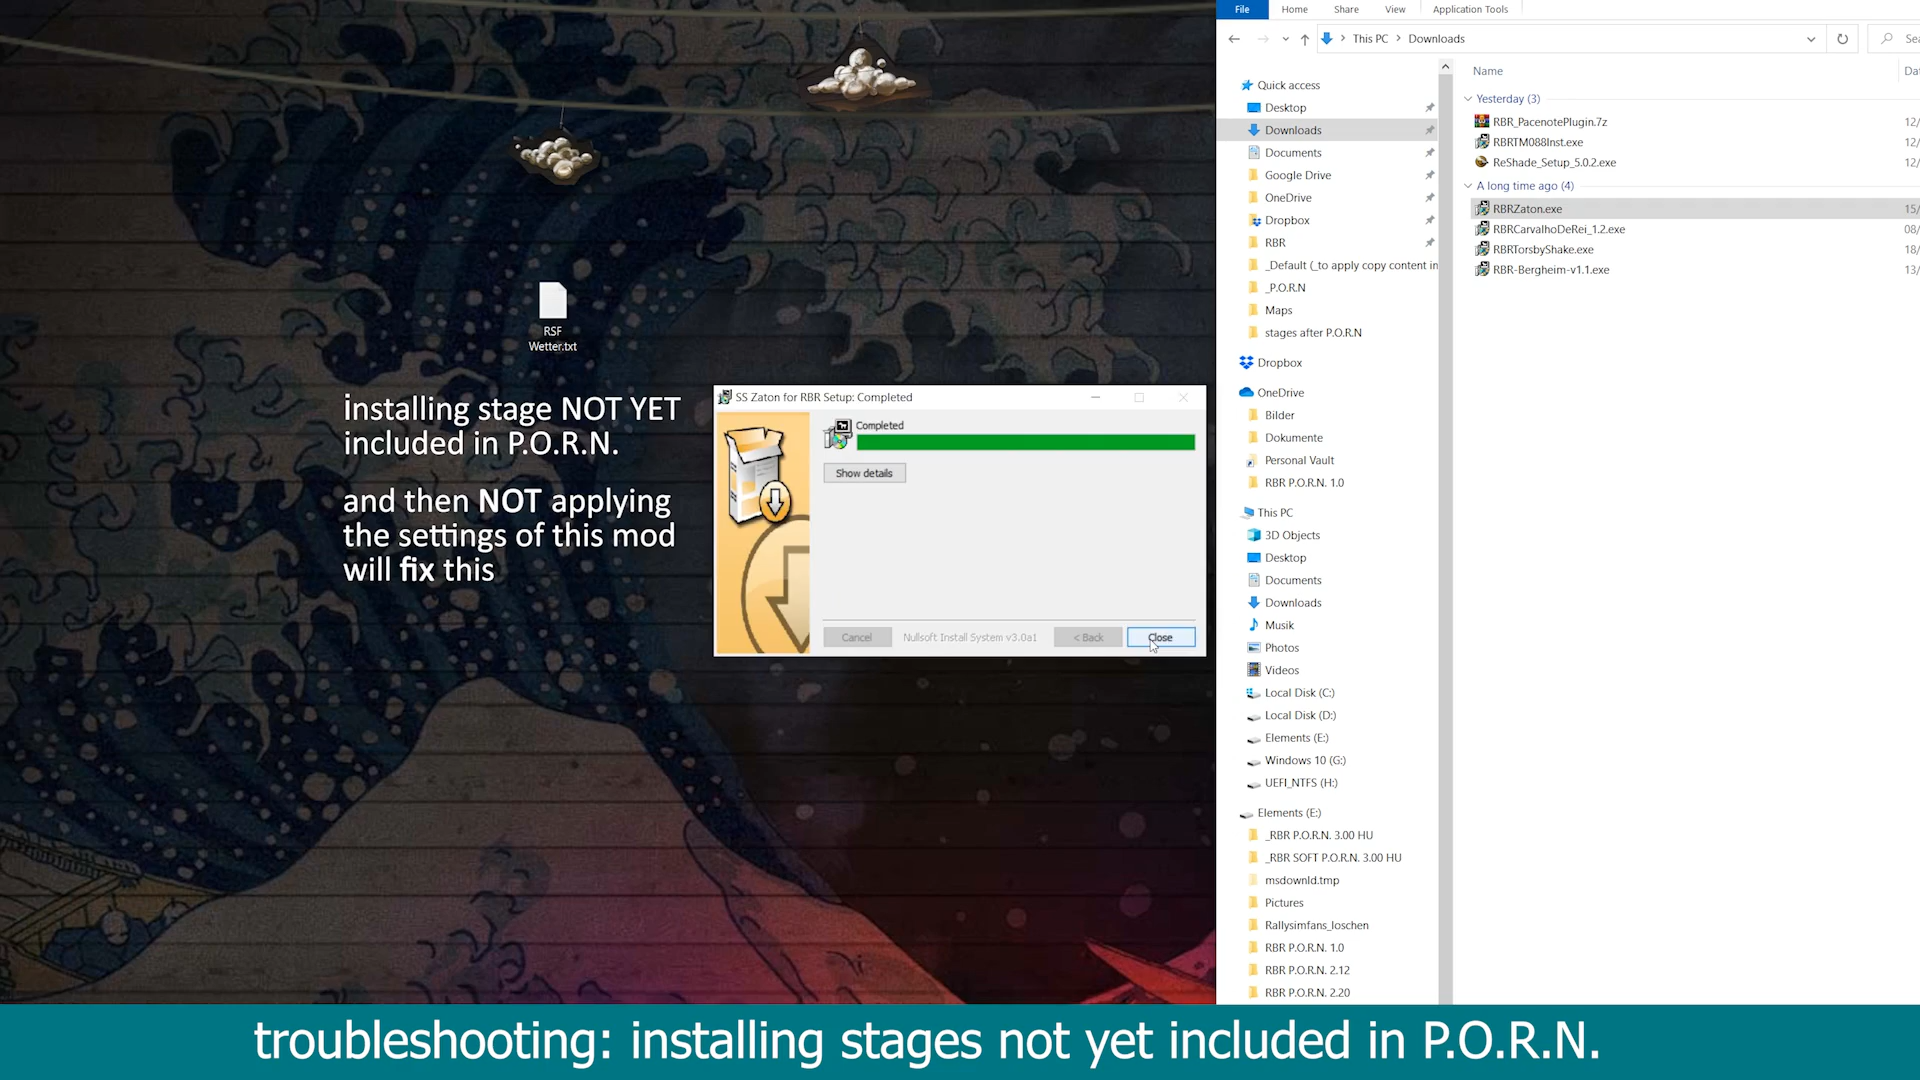 File Home Share View Application Tools
This PC > Downloads
Quick access
Desktop
Downloads
Documents
Google Drive
OneDrive
Dropbox
RBR
_Default (_to apply copy content in
_P.O.R.N
Maps
stages after P.O.R.N
Dropbox
OneDrive
Bilder
Dokumente
Personal Vault
RBR P.O.R.N. 1.0
This PC
3D Objects
Desktop
Documents
Downloads
Musik
Photos
Videos
Local Disk (C:)
Local Disk (D:)
Elements (E:)
Windows 10 (G:)
UEFI_NTFS (H:)
Elements (E:)
_RBR P.O.R.N. 3.00 HU
_RBR SOFT P.O.R.N. 3.00 HU
msdownld.tmp
Pictures
Rallysimfans_loschen
RBR P.O.R.N. 1.0
RBR P.O.R.N. 2.12
RBR P.O.R.N. 2.20
Name
Yesterday (3)
RBR_PacenotePlugin.7z 12/
RBRTM088Inst.exe 12/
ReShade_Setup_5.0.2.exe 12/
A long time ago (4)
RBRZaton.exe 15/
RBRCarvalhoDeRei_1.2.exe 08/
RBRTorsbyShake.exe 18/
RBR-Bergheim-v1.1.exe 13/
RSF
Wetter.txt
installing stage NOT YET
included in P.O.R.N.
and then NOT applying
the settings of this mod
will fix this
SS Zaton for RBR Setup: Completed
Completed
Show details
Cancel Nullsoft Install System v3.0a1 < Back Close
troubleshooting: installing stages not yet included in P.O.R.N.